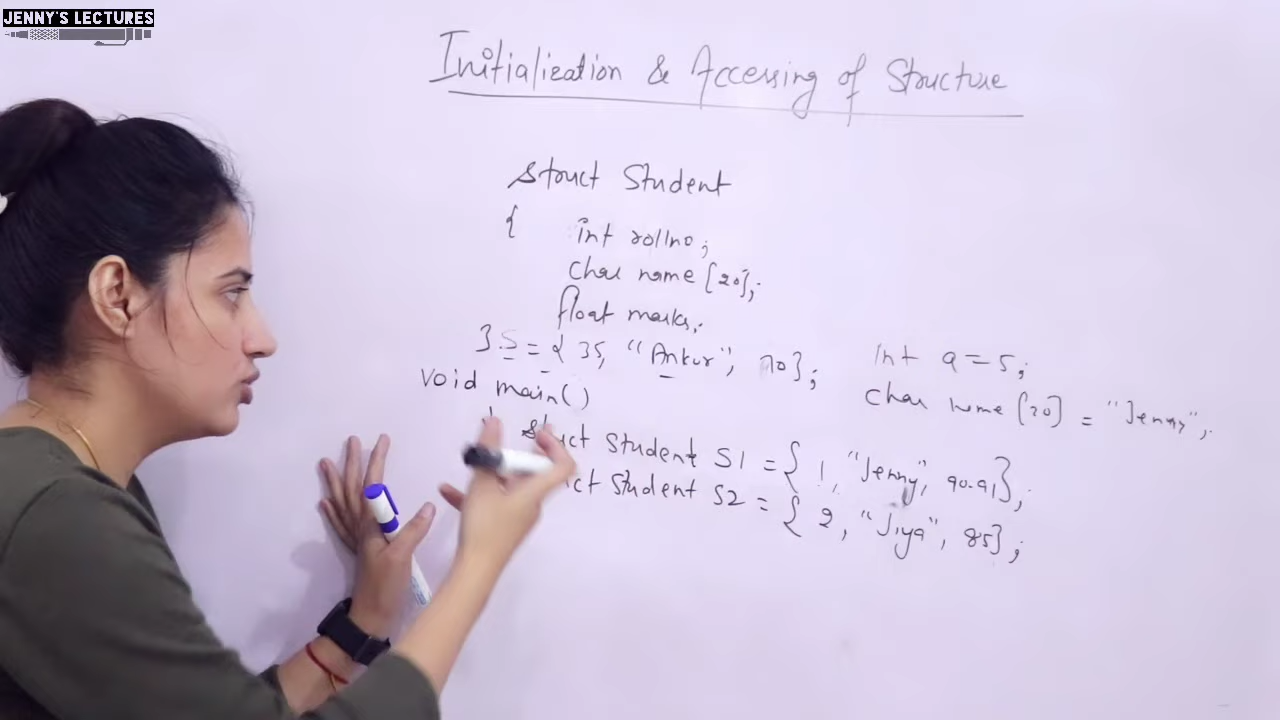 JENNY'S LECTURES
Initialization & Accessing of Structure
struct Student
{ int rollno;
char name [20];
float marks;
} S = { 35, "Ankur", 70};
int a = 5;
void main()
char name [20] = "Jenny";
struct Student S1 = { 1, "Jenny", 90.91};
Student S2 = { 2, "Jiya", 85};